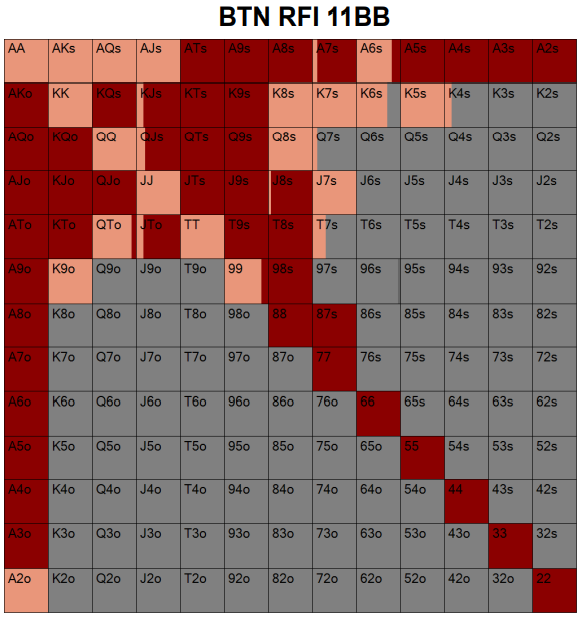 BTN RFI 11BB
AA AKs AQs AJs ATs A9s A8s A7s A6s A5s A4s A3s A2s
AKo KK KQs KJs KTs K9s K8s K7s K6s K5s K4s K3s K2s
AQo KQo QQ QJs QTs Q9s Q8s Q7s Q6s Q5s Q4s Q3s Q2s
AJo KJo QJo JJ JTs J9s J8s J7s J6s J5s J4s J3s J2s
ATo KTo QTo JTo TT T9s T8s T7s T6s T5s T4s T3s T2s
A9o K9o Q9o J9o T9o 99 98s 97s 96s 95s 94s 93s 92s
A8o K8o Q8o J8o T8o 98o 88 87s 86s 85s 84s 83s 82s
A7o K7o Q7o J7o T7o 97o 87o 77 76s 75s 74s 73s 72s
A6o K6o Q6o J6o T6o 96o 86o 76o 66 65s 64s 63s 62s
A5o K5o Q5o J5o T5o 95o 85o 75o 65o 55 54s 53s 52s
A4o K4o Q4o J4o T4o 94o 84o 74o 64o 54o 44 43s 42s
A3o K3o Q3o J3o T3o 93o 83o 73o 63o 53o 43o 33 32s
A2o K2o Q2o J2o T2o 92o 82o 72o 62o 52o 42o 32o 22